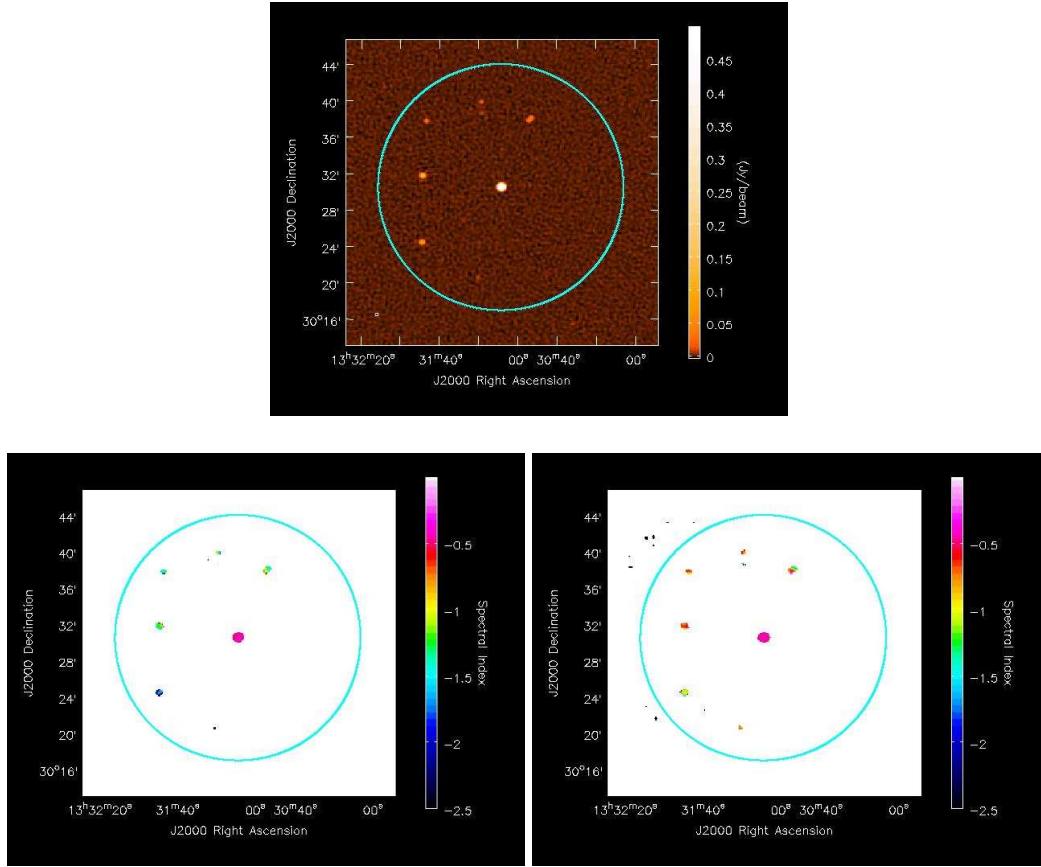 44'
40'
36'
32'
28'
24'
20'
30°16'
J2000 Declination
13ʰ32ᵐ20ˢ
31ᵐ40ˢ
00ˢ
30ᵐ40ˢ
00ˢ
J2000 Right Ascension
0.45
0.4
0.35
0.3
0.25
0.2
0.15
0.1
0.05
0
(Jy/beam)
44'
40'
36'
32'
28'
24'
20'
30°16'
J2000 Declination
13ʰ32ᵐ20ˢ
31ᵐ40ˢ
00ˢ
30ᵐ40ˢ
00ˢ
J2000 Right Ascension
−0.5
−1
−1.5
−2
−2.5
Spectral Index
44'
40'
36'
32'
28'
24'
20'
30°16'
J2000 Declination
13ʰ32ᵐ20ˢ
31ᵐ40ˢ
00ˢ
30ᵐ40ˢ
00ˢ
J2000 Right Ascension
−0.5
−1
−1.5
−2
−2.5
Spectral Index